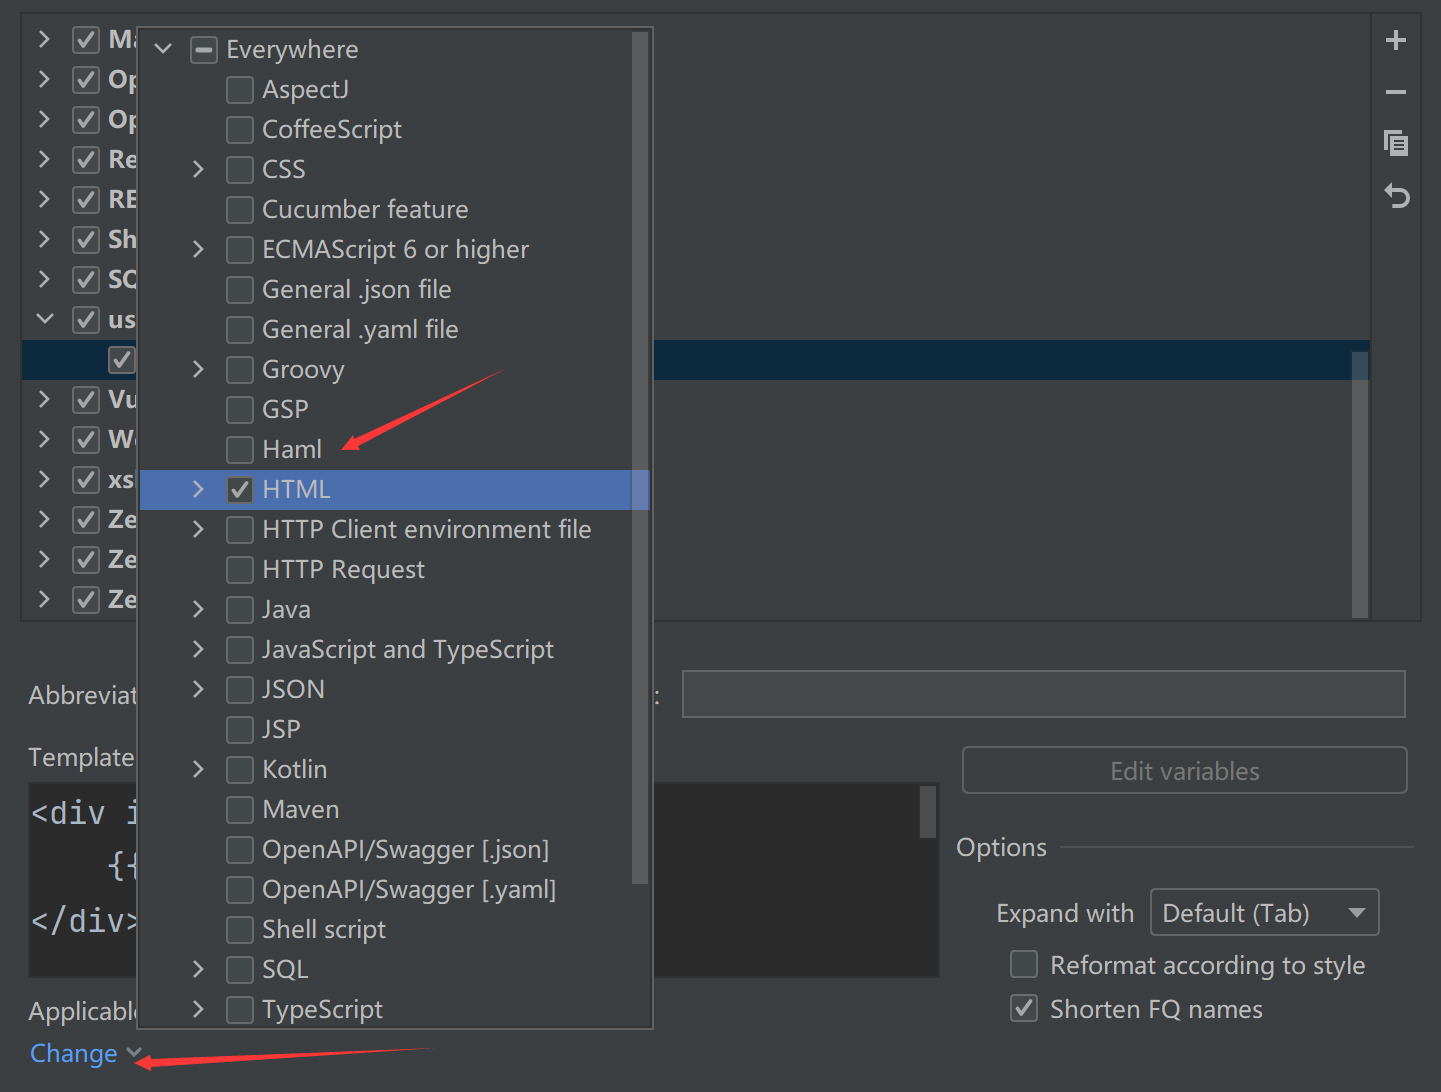 Everywhere
AspectJ
CoffeeScript
CSS
Cucumber feature
ECMAScript 6 or higher
General .json file
General .yaml file
Groovy
GSP
Haml
HTML
HTTP Client environment file
HTTP Request
Java
JavaScript and TypeScript
JSON
JSP
Kotlin
Maven
OpenAPI/Swagger [.json]
OpenAPI/Swagger [.yaml]
Shell script
SQL
TypeScript
Ma
Op
Op
Re
RE
Sh
SQ
us
Vu
We
xsl
Ze
Ze
Ze
Abbreviat
:
Template
Edit variables
<div i
{{
</div>
Options
Expand with Default (Tab)
Reformat according to style
Shorten FQ names
Applicable
Change